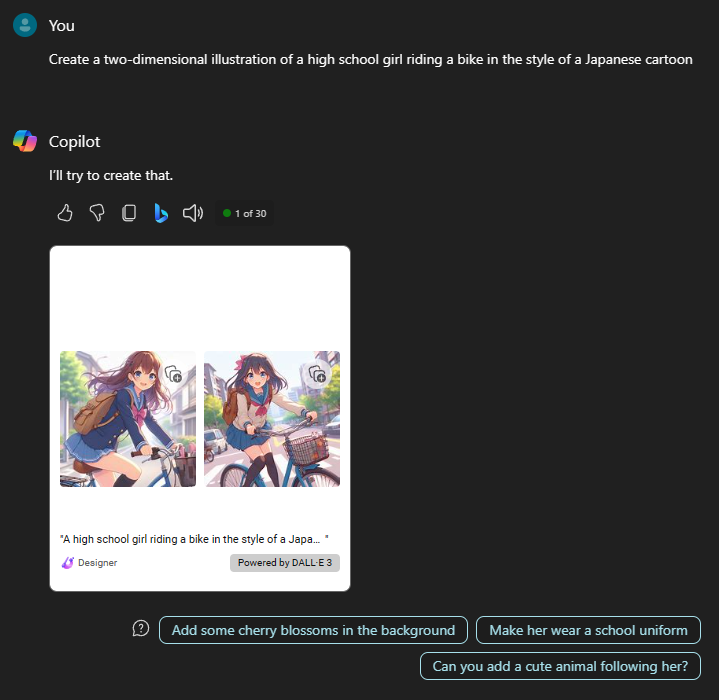 You
Create a two-dimensional illustration of a high school girl riding a bike in the style of a Japanese cartoon
Copilot
I'll try to create that.
1 of 30
"A high school girl riding a bike in the style of a Japa... "
Designer
Powered by DALL·E 3
Add some cherry blossoms in the background
Make her wear a school uniform
Can you add a cute animal following her?